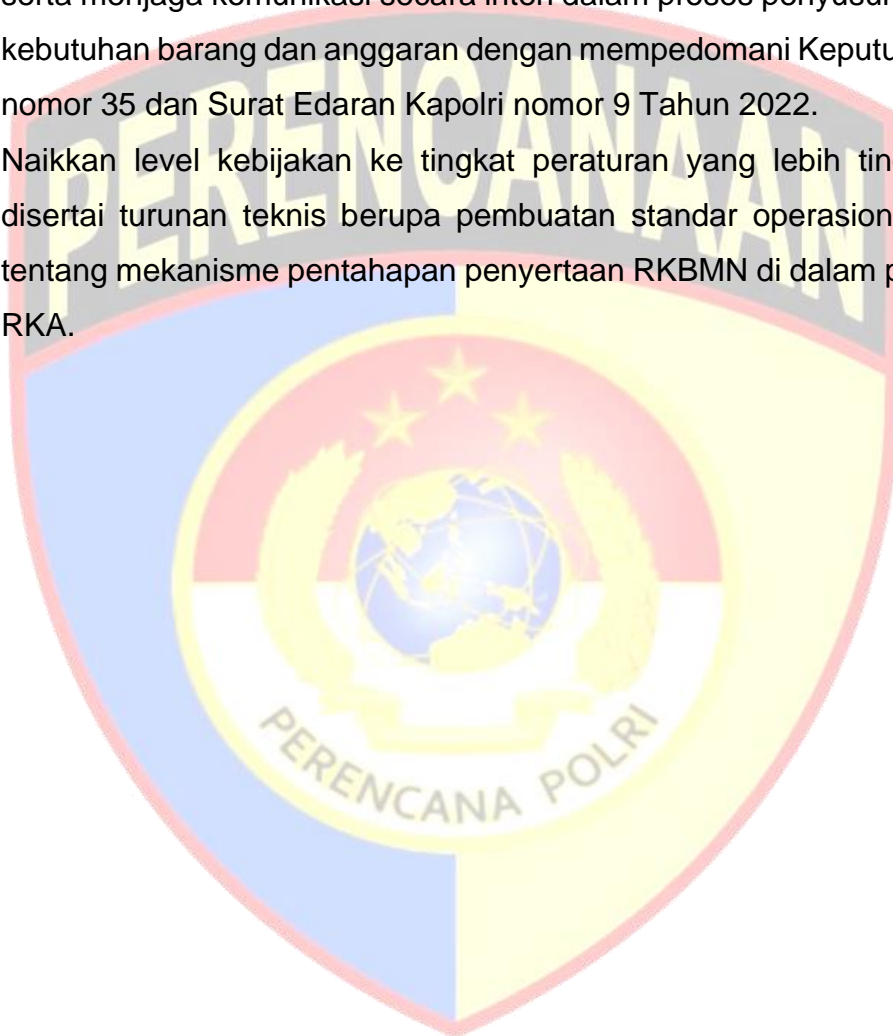 serta menjaga komunikasi secara inten dalam proses penyusun
kebutuhan barang dan anggaran dengan mempedomani Keputu
nomor 35 dan Surat Edaran Kapolri nomor 9 Tahun 2022.
Naikkan level kebijakan ke tingkat peraturan yang lebih tin
disertai turunan teknis berupa pembuatan standar operasion
tentang mekanisme pentahapan penyertaan RKBMN di dalam p
RKA.
PERENCANAAN
PERENCANA POLRI